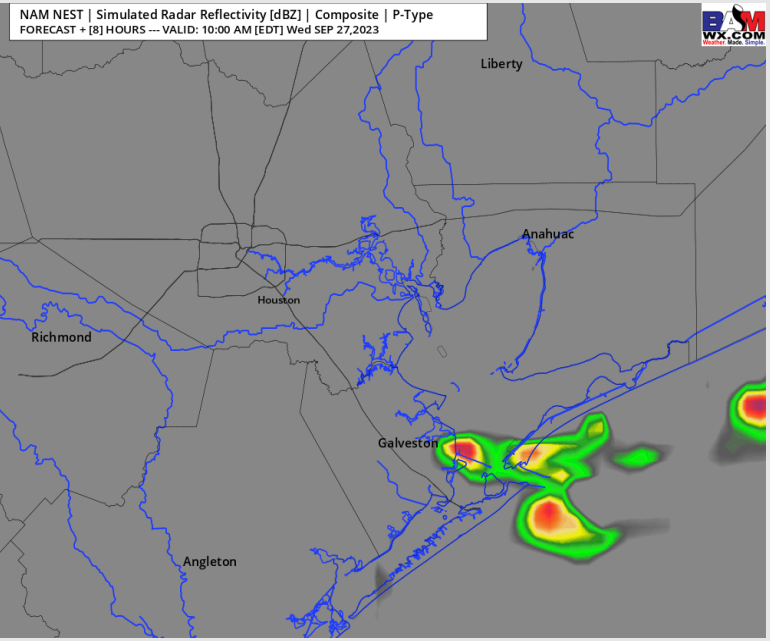 NAM NEST | Simulated Radar Reflectivity [dBZ] | Composite | P-Type
FORECAST + [8] HOURS --- VALID: 10:00 AM [EDT] Wed SEP 27,2023
BAM
WX.COM
Weather. Made. Simple.
Liberty
Anahuac
Houston
Richmond
Galveston
Angleton